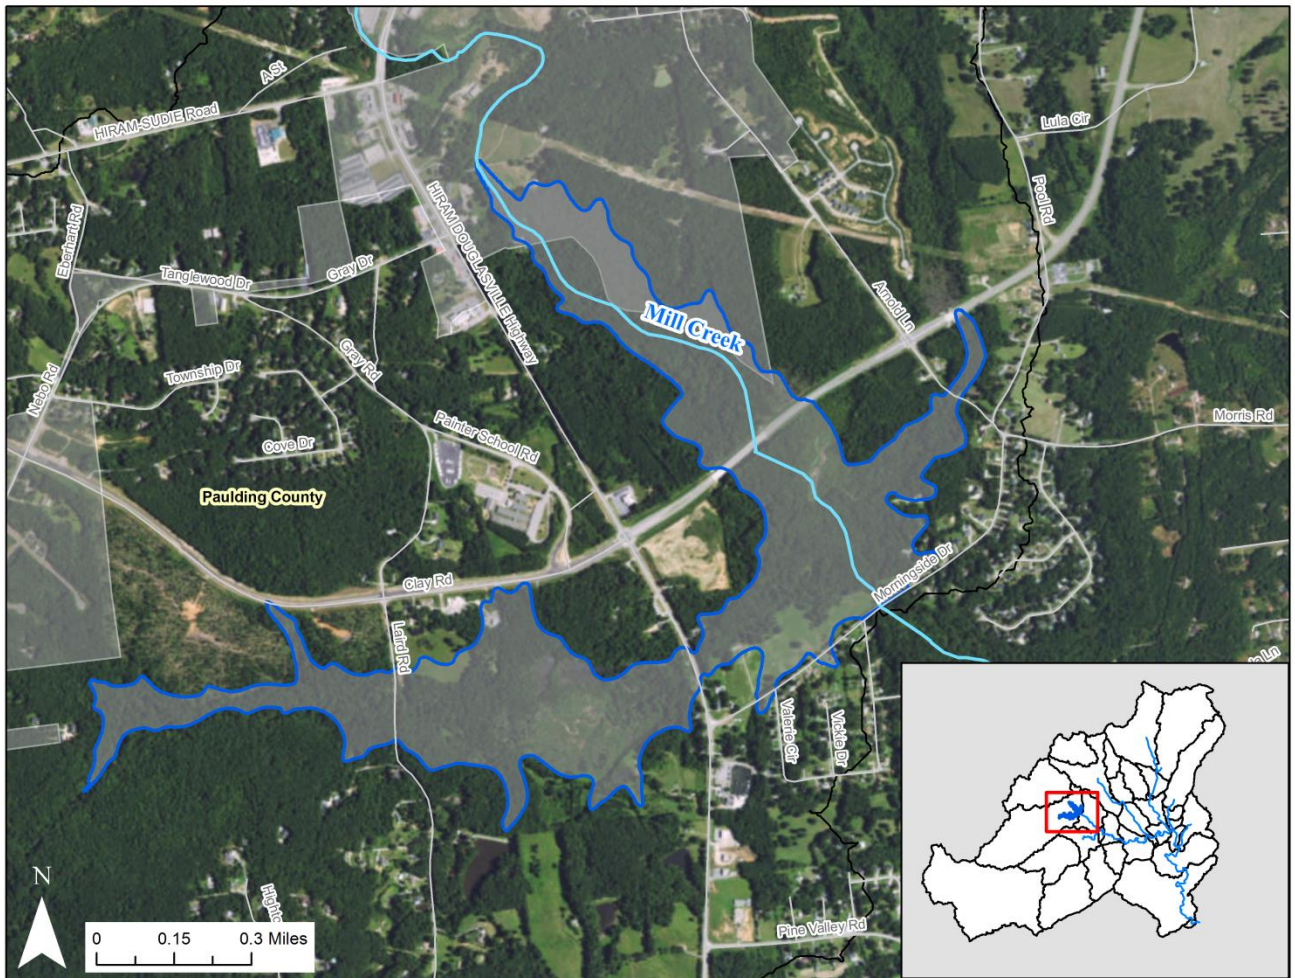 A St
HIRAM-SUDIE Road
Lula Cir
Pool Rd
HIRAM DOUGLASVILLE Highway
Eberhart Rd
Tanglewood Dr
Gray Dr
Arnold Ln
Mill Creek
Gray Rd
Township Dr
Nebo Rd
Painter School Rd
Morris Rd
Cove Dr
Paulding County
Clay Rd
Morningside Dr
Laird Rd
Ln
Valerie Cir
Vickie Dr
N
Pine Valley Rd
0 0.15 0.3 Miles